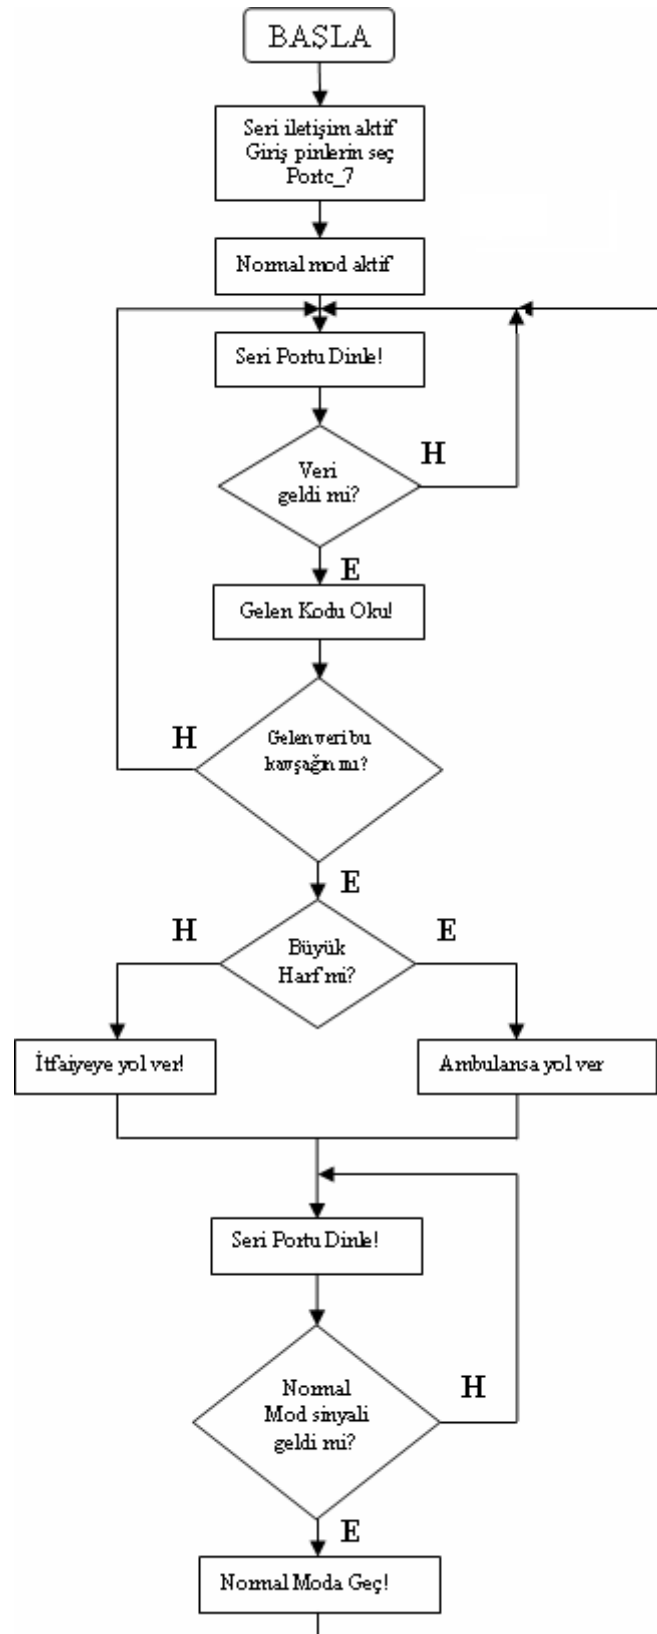 BASLA
Seri iletişim aktif
Giriş pinlerin seç
Portc_7
Normal mod aktif
Seri Portu Dinle!
H
Veri
geldi mi?
E
Gelen Kodu Oku!
H
Gelen veri bu
kavşağın mı?
E
H
E
Büyük
Harf mi?
İtfaiyeye yol ver!
Ambulansa yol ver
Seri Portu Dinle!
Normal
Mod sinyali
geldi mi?
H
E
Normal Moda Geç!